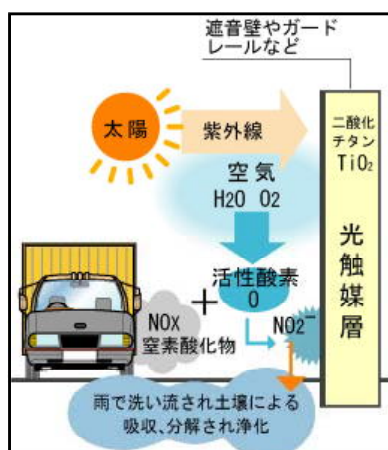 遮音壁やガード
レールなど
太陽
紫外線
二酸化
チタン
TiO₂
空気
H2O O2
光触媒層
活性酸素
O
+
NOX
窒素酸化物
NO2⁻
雨で洗い流され土壌による
吸収、分解され浄化